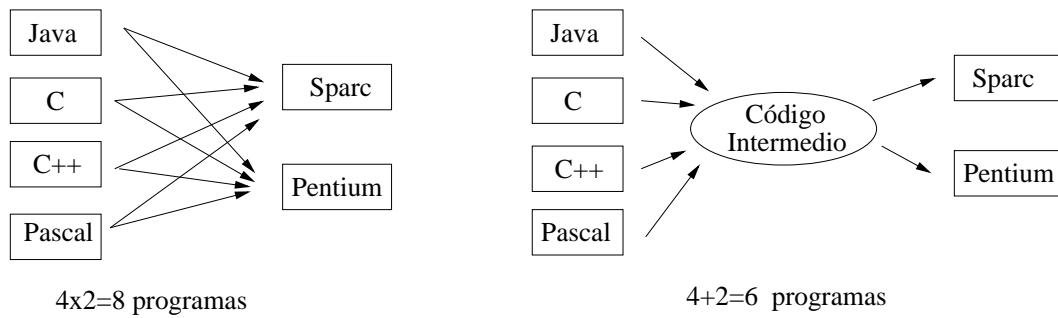 Java
C
C++
Pascal
Sparc
Pentium
4x2=8 programas
Java
C
C++
Pascal
Código
Intermedio
Sparc
Pentium
4+2=6 programas